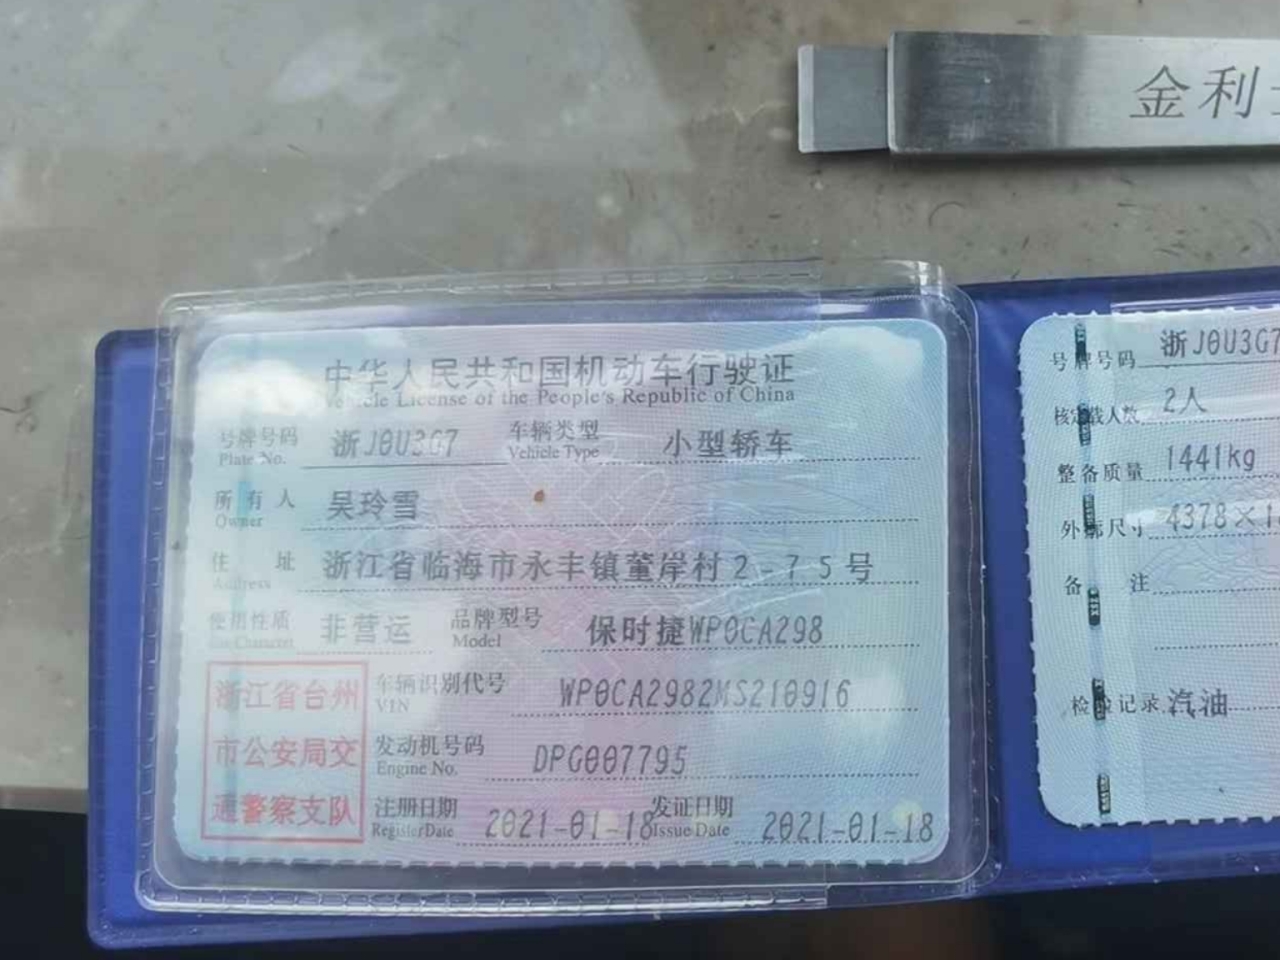 金利
中华人民共和国机动车行驶证
Vehicle License of the People's Republic of China
号牌号码 浙J0U3G7 车辆类型 小型轿车
Plate No. Vehicle Type
所有人 吴玲雪
Owner
住址 浙江省临海市永丰镇董岸村2-75号
Address
使用性质 非营运 品牌型号 保时捷WP0CA298
Use Character Model
浙江省台州
市公安局交
通警察支队
车辆识别代号 WP0CA2982MS210916
VIN
发动机号码 DPG007795
Engine No.
注册日期 2021-01-18 发证日期 2021-01-18
Register Date Issue Date
号牌号码 浙J0U3G7
核定载人数 2人
整备质量 1441kg
外廓尺寸 4378×1
备注
检验记录 汽油